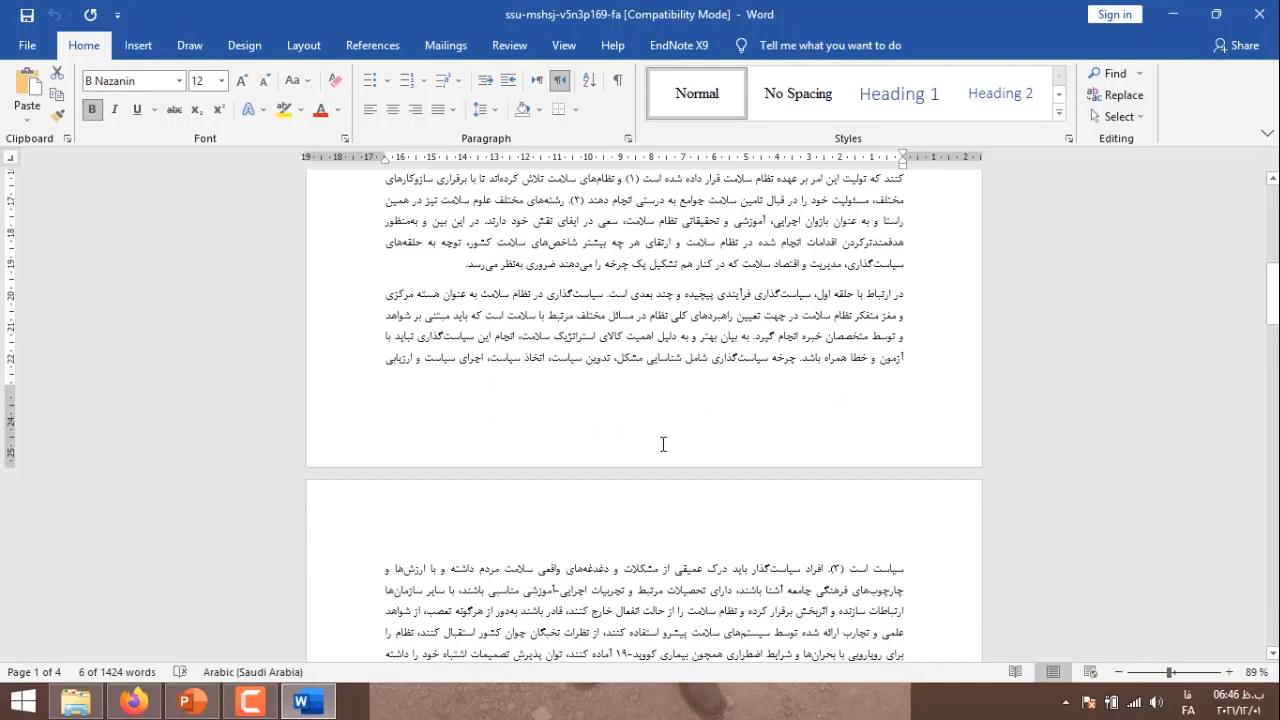 ssu-mshsj-v5n3p169-fa [Compatibility Mode] - Word
Sign in
File Home Insert Draw Design Layout References Mailings Review View Help EndNote X9 Tell me what you want to do Share
Paste
B Nazanin 12
Normal No Spacing Heading 1 Heading 2
Find
Replace
Select
Clipboard Font Paragraph Styles Editing
کنند که تولیت این امر بر عهده نظام سلامت قرار داده شده است (۱) و نظام‌های سلامت تلاش کرده‌اند تا با برقراری سازوکارهای
مختلف، مسئولیت خود را در قبال تامین سلامت جوامع به درستی انجام دهند (۲). رشته‌های مختلف علوم سلامت نیز در همین
راستا و به عنوان بازوان اجرایی، آموزشی و تحقیقاتی نظام سلامت، سعی در ایفای نقش خود دارند. در این بین و به‌منظور
هدفمندترکردن اقدامات انجام شده در نظام سلامت و ارتقای هر چه بیشتر شاخص‌های سلامت کشور، توجه به حلقه‌های
سیاست‌گذاری، مدیریت و اقتصاد سلامت که در کنار هم تشکیل یک چرخه را می‌دهند ضروری به‌نظر می‌رسد.
در ارتباط با حلقه اول، سیاست‌گذاری فرآیندی پیچیده و چند بعدی است. سیاست‌گذاری در نظام سلامت به عنوان هسته مرکزی
و مغز متفکر نظام سلامت در جهت تعیین راهبردهای کلی نظام در مسائل مختلف مرتبط با سلامت است که باید مبتنی بر شواهد
و توسط متخصصان خبره انجام گیرد. به بیان بهتر و به دلیل اهمیت کالای استراتژیک سلامت، انجام این سیاست‌گذاری نباید با
آزمون و خطا همراه باشد. چرخه سیاست‌گذاری شامل شناسایی مشکل، تدوین سیاست، اتخاذ سیاست، اجرای سیاست و ارزیابی
سیاست است (۳). افراد سیاست‌گذار باید درک عمیقی از مشکلات و دغدغه‌های واقعی سلامت مردم داشته و با ارزش‌ها و
چارچوب‌های فرهنگی جامعه آشنا باشند، دارای تحصیلات مرتبط و تجربیات اجرایی-آموزشی مناسبی باشند، با سایر سازمان‌ها
ارتباطات سازنده و اثربخش برقرار کرده و نظام سلامت را از حالت انفعال خارج کنند، قادر باشند به‌دور از هرگونه تعصب، از شواهد
علمی و تجارب ارائه شده توسط سیستم‌های سلامت پیشرو استفاده کنند، از نظرات نخبگان جوان کشور استقبال کنند، نظام را
برای رویارویی با بحران‌ها و شرایط اضطراری همچون بیماری کووید-۱۹ آماده کنند، توان پذیرش تصمیمات اشتباه خود را داشته
Page 1 of 4 6 of 1424 words Arabic (Saudi Arabia) 89 %
فا 06:46 ب.ظ
FA ۲۰۲۱/۱۲/۰۱